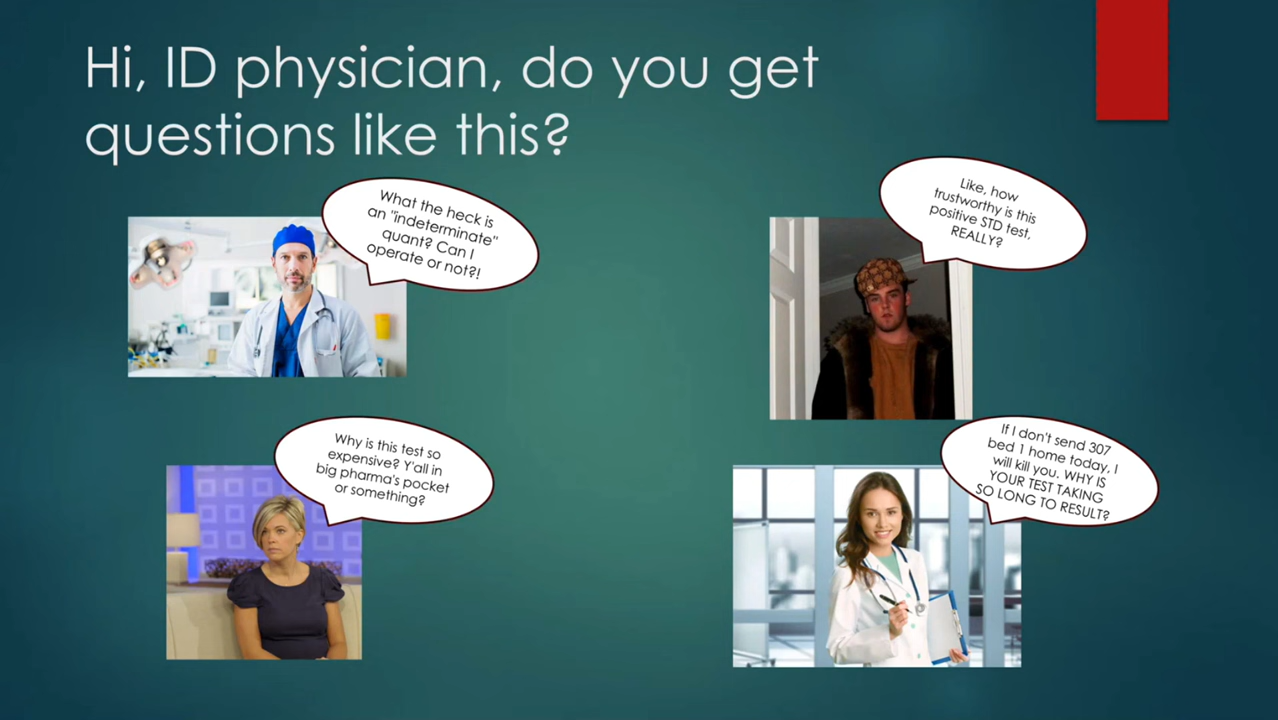 Hi, ID physician, do you get
questions like this?
What the heck is
an "indeterminate"
quant? Can I
operate or not?!
Like, how
trustworthy is this
positive STD test,
REALLY?
Why is this test so
expensive? Y'all in
big pharma's pocket
or something?
If I don't send 307
bed 1 home today, I
will kill you. WHY IS
YOUR TEST TAKING
SO LONG TO RESULT?